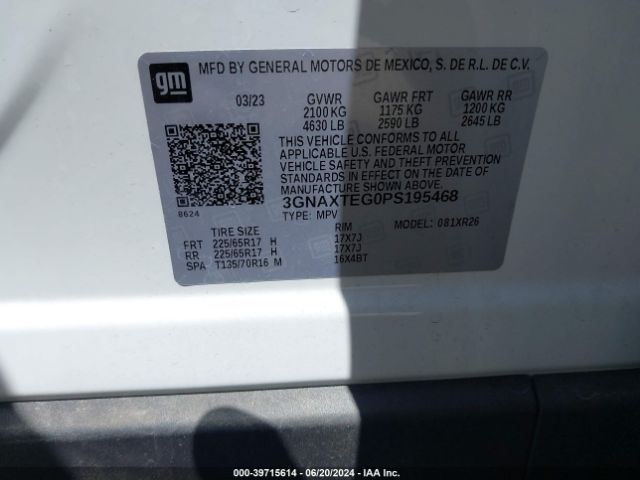 gm
MFD BY GENERAL MOTORS DE MEXICO, S. DE R.L. DE C.V.
03/23 GVWR GAWR FRT GAWR RR
2100 KG 1175 KG 1200 KG
4630 LB 2590 LB 2645 LB
THIS VEHICLE CONFORMS TO ALL
APPLICABLE U.S. FEDERAL MOTOR
VEHICLE SAFETY AND THEFT PREVENTION
STANDARDS IN EFFECT ON THE DATE OF
MANUFACTURE SHOWN ABOVE.
3GNAXTEG0PS195468
8624
TYPE: MPV MODEL: 081XR26
TIRE SIZE RIM
FRT 225/65R17 H 17X7J
RR 225/65R17 H 17X7J
SPA T135/70R16 M 16X4BT
000-39715614 / 06/20/2024 - IAA Inc.